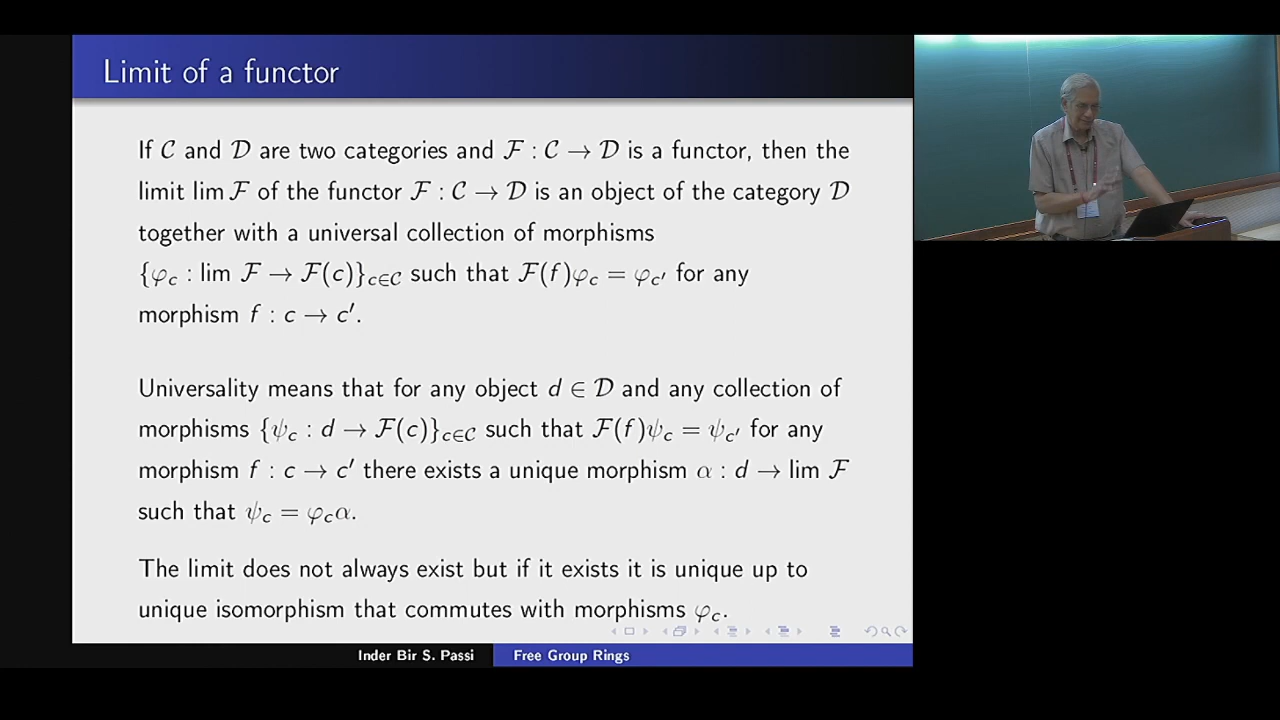 Limit of a functor
If 𝒞 and 𝒟 are two categories and ℱ : 𝒞 → 𝒟 is a functor, then the
limit lim ℱ of the functor ℱ : 𝒞 → 𝒟 is an object of the category 𝒟
together with a universal collection of morphisms
{φ_c : lim ℱ → ℱ(c)}_{c∈𝒞} such that ℱ(f)φ_c = φ_{c′} for any
morphism f : c → c′.
Universality means that for any object d ∈ 𝒟 and any collection of
morphisms {ψ_c : d → ℱ(c)}_{c∈𝒞} such that ℱ(f)ψ_c = ψ_{c′} for any
morphism f : c → c′ there exists a unique morphism α : d → lim ℱ
such that ψ_c = φ_cα.
The limit does not always exist but if it exists it is unique up to
unique isomorphism that commutes with morphisms φ_c.
Inder Bir S. Passi
Free Group Rings